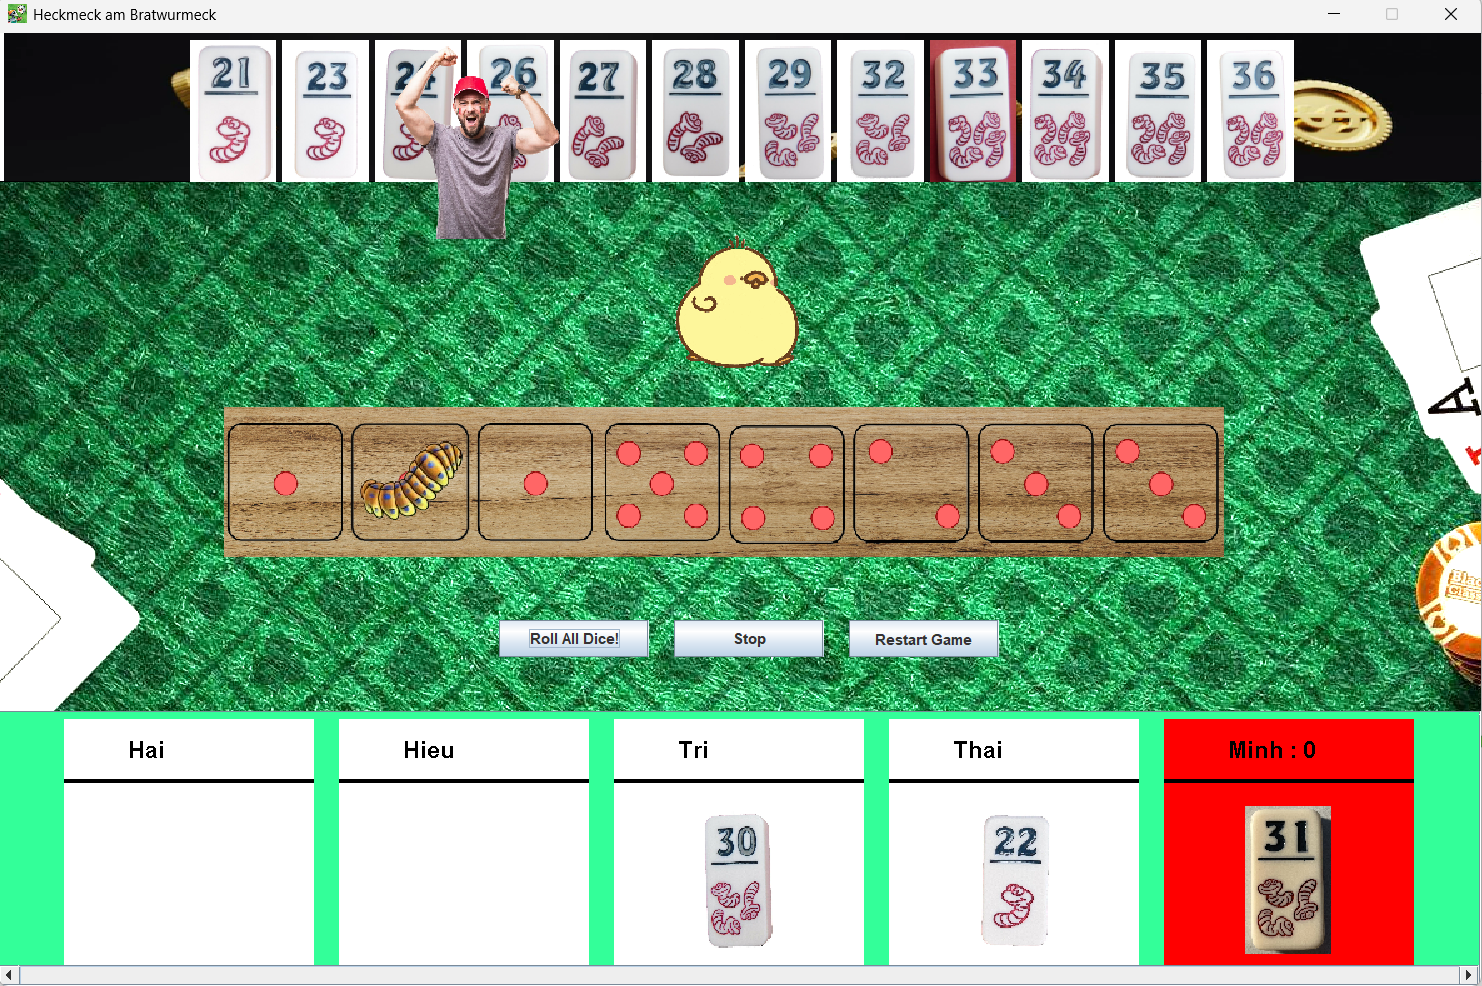 Heckmeck am Bratwurmeck
21 23 26 27 28 29 32 33 34 35 36
A
Roll All Dice! Stop Restart Game
Hai Hieu Tri Thai Minh : 0
30 22 31